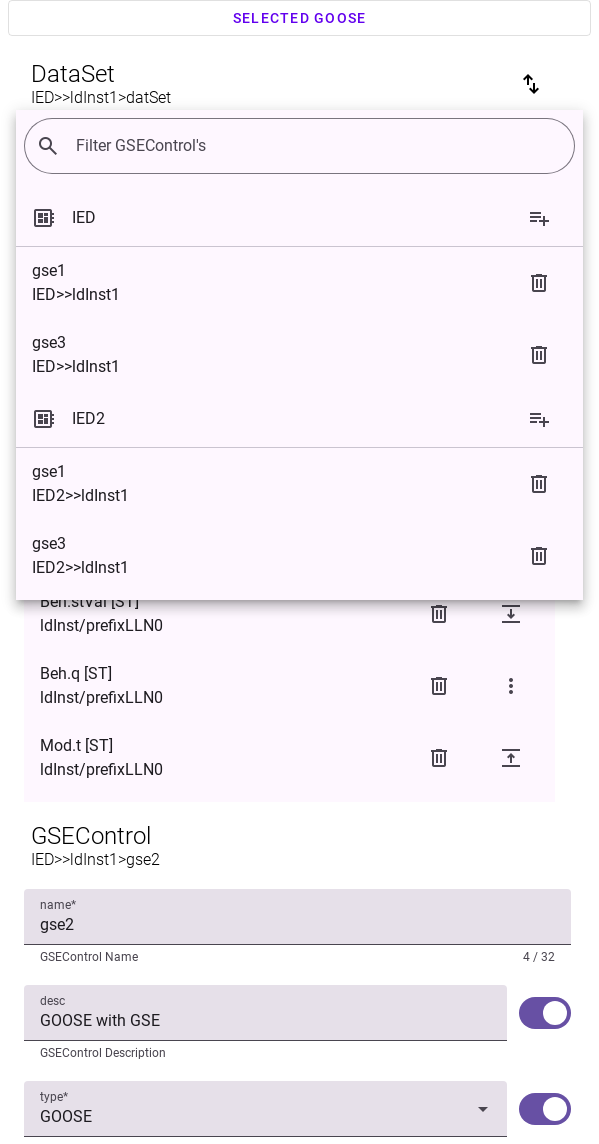 SELECTED GOOSE
DataSet
IED>>ldInst1>datSet
Filter GSEControl's
IED
gse1
IED>>ldInst1
gse3
IED>>ldInst1
IED2
gse1
IED2>>ldInst1
gse3
IED2>>ldInst1
Beh.stVal [ST]
ldInst/prefixLLN0
Beh.q [ST]
ldInst/prefixLLN0
Mod.t [ST]
ldInst/prefixLLN0
GSEControl
IED>>ldInst1>gse2
name*
gse2
GSEControl Name 4 / 32
desc
GOOSE with GSE
GSEControl Description
type*
GOOSE